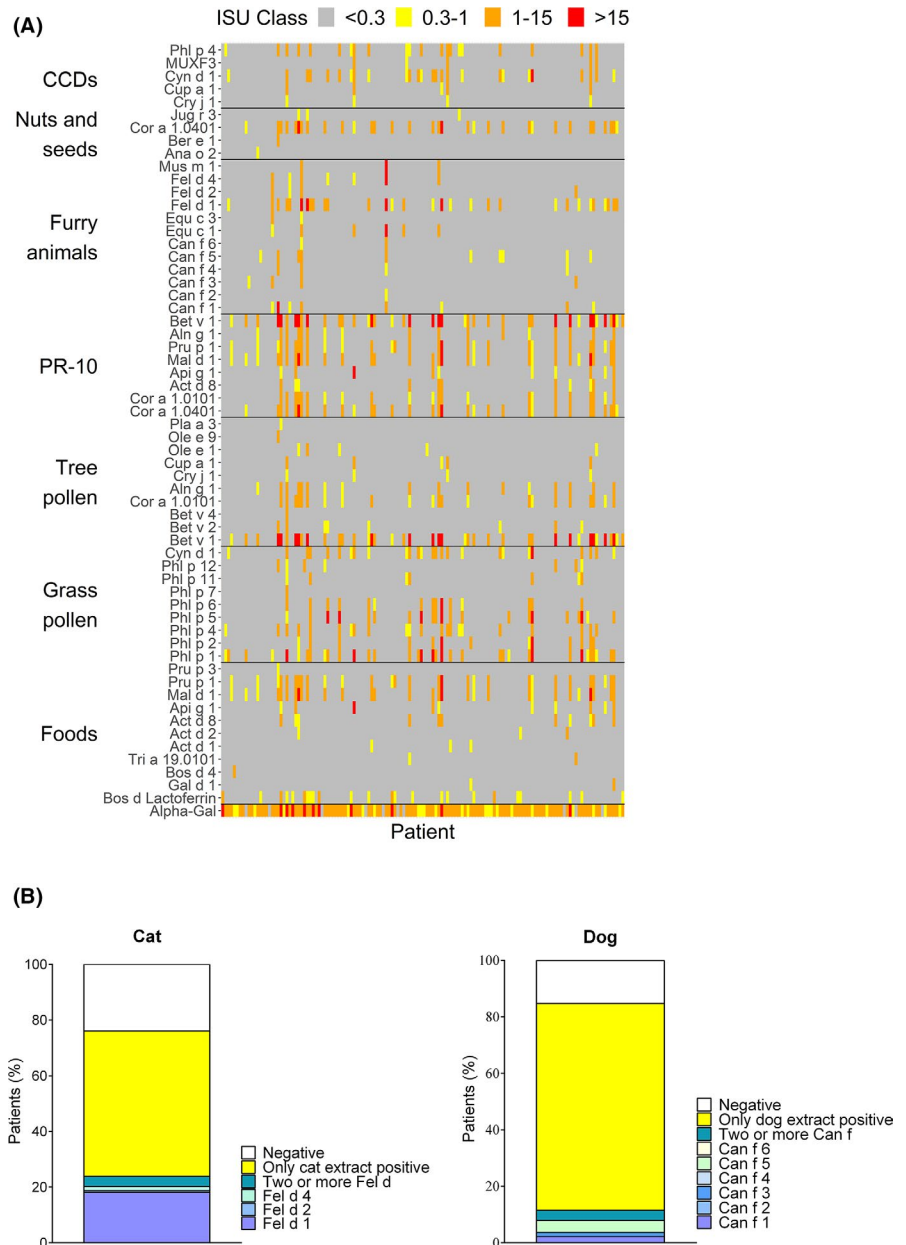 (A)
ISU Class <0.3 0.3-1 1-15 >15
CCDs
Phl p 4
MUXF3
Cyn d 1
Cup a 1
Cry j 1
Nuts and
seeds
Jug r 3
Cor a 1.0401
Ber e 1
Ana o 2
Furry
animals
Mus m 1
Fel d 4
Fel d 2
Fel d 1
Equ c 3
Equ c 1
Can f 6
Can f 5
Can f 4
Can f 3
Can f 2
Can f 1
PR-10
Bet v 1
Aln g 1
Pru p 1
Mal d 1
Api g 1
Act d 8
Cor a 1.0101
Cor a 1.0401
Tree
pollen
Pla a 3
Ole e 9
Ole e 1
Cup a 1
Cry j 1
Aln g 1
Cor a 1.0101
Bet v 4
Bet v 2
Bet v 1
Grass
pollen
Cyn d 1
Phl p 12
Phl p 11
Phl p 7
Phl p 6
Phl p 5
Phl p 4
Phl p 2
Phl p 1
Foods
Pru p 3
Pru p 1
Mal d 1
Api g 1
Act d 8
Act d 2
Act d 1
Tri a 19.0101
Bos d 4
Gal d 1
Bos d Lactoferrin
Alpha-Gal
Patient
(B)
Cat
Patients (%)
100
80
60
40
20
0
Negative
Only cat extract positive
Two or more Fel d
Fel d 4
Fel d 2
Fel d 1
Dog
Patients (%)
100
80
60
40
20
0
Negative
Only dog extract positive
Two or more Can f
Can f 6
Can f 5
Can f 4
Can f 3
Can f 2
Can f 1